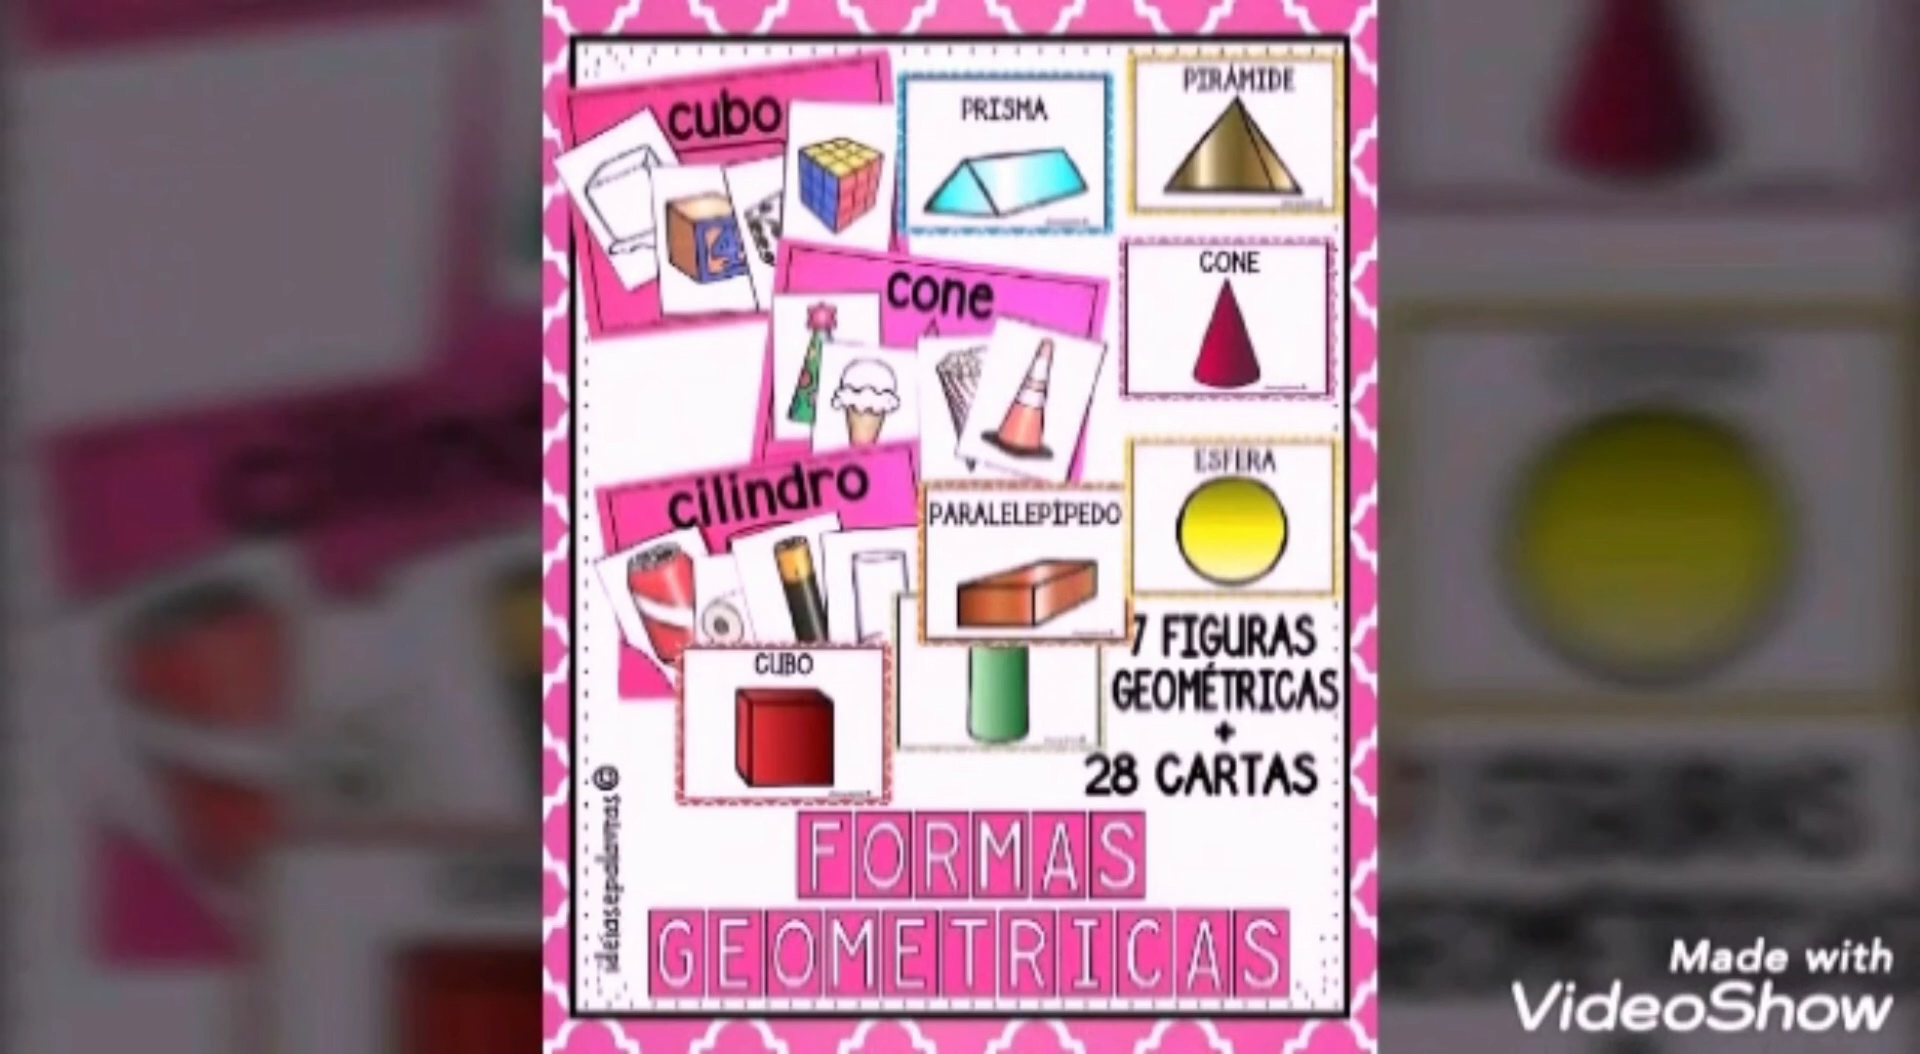 cubo
PRISMA
PIRÂMIDE
cone
CONE
cilindro
ESFERA
PARALELEPÍPEDO
CUBO
7 FIGURAS
GEOMÉTRICAS
+
28 CARTAS
FORMAS
GEOMETRICAS
ideiasepalavras©
Made with
VideoShow